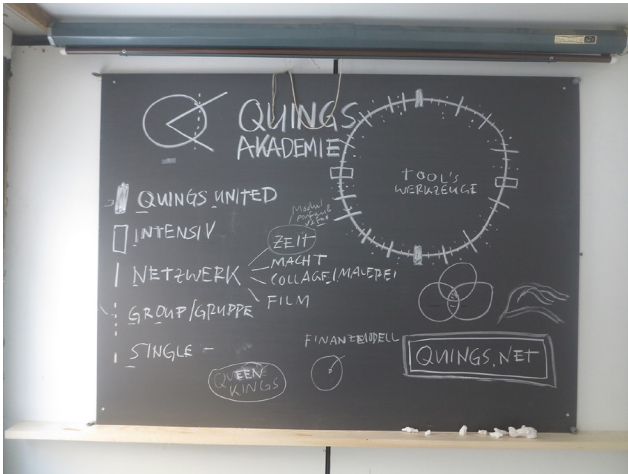 QUINGS
AKADEMIE
TOOL'S
WERKZEUGE
QUINGS UNITED
INTENSIV
NETZWERK
ZEIT
MACHT
COLLAGE/MALEREI
FILM
GROUP/GRUPPE
SINGLE -
FINANZMODELL
QUEEN
KINGS
QUINGS.NET